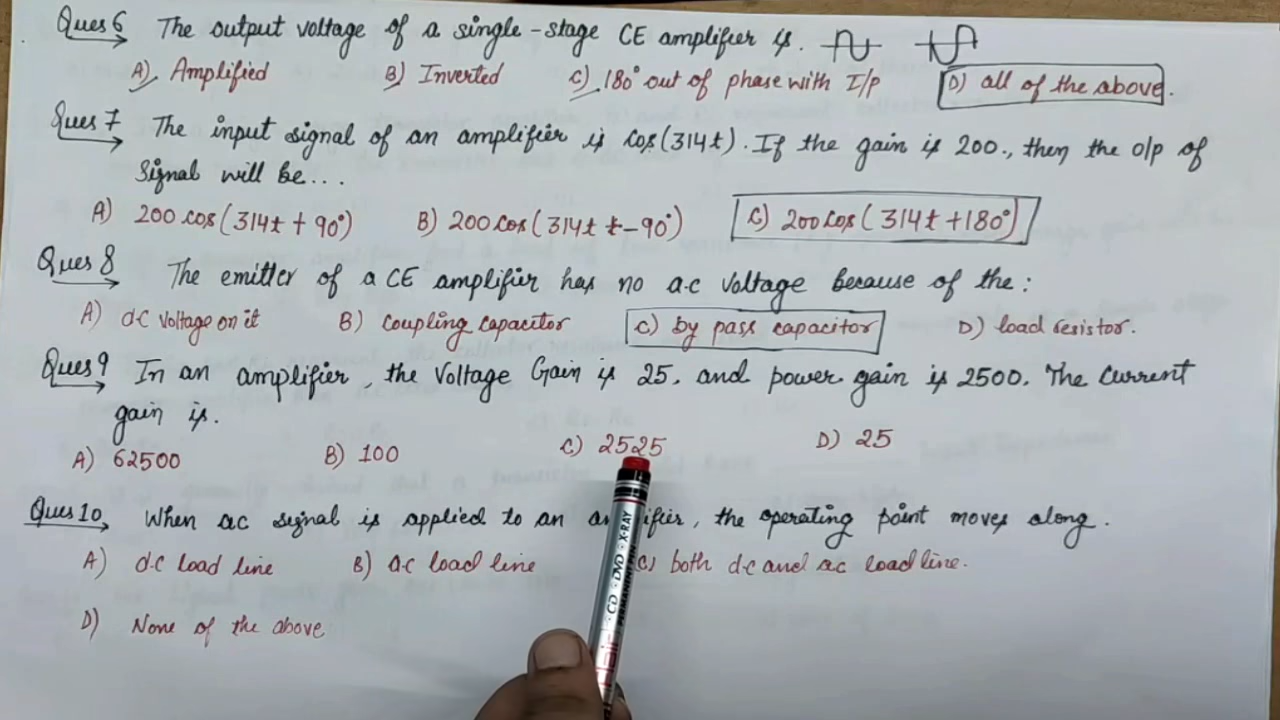 Ques 6 The output voltage of a single-stage CE amplifier is.
A) Amplified B) Inverted C) 180° out of phase with I/p D) all of the above.
Ques 7 The input signal of an amplifier is cos(314t). If the gain is 200., then the o/p of
Signal will be...
A) 200 cos(314t + 90°) B) 200 cos(314t - 90°) C) 200 cos(314t +180°)
Ques 8 The emitter of a CE amplifier has no a.c voltage because of the :
A) d.c voltage on it B) Coupling capacitor C) by pass capacitor D) load resistor.
Ques 9 In an amplifier, the Voltage Gain is 25. and power gain is 2500. The Current
gain is.
A) 62500 B) 100 C) 2525 D) 25
Ques 10 When ac signal is applied to an the operating point moves along.
A) d.c load line B) a.c load line C) both d.c and ac load line.
D) None of the above
CD · DVD · X-RAY